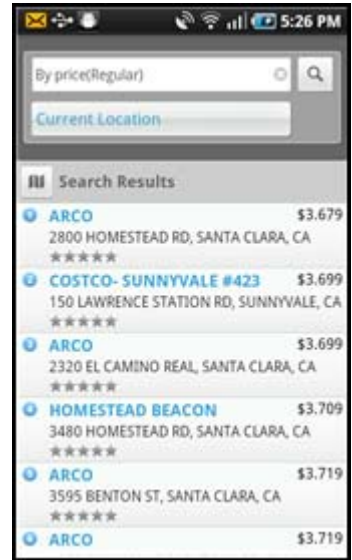 5:26 PM
By price(Regular)
Current Location
Search Results
ARCO $3.679
2800 HOMESTEAD RD, SANTA CLARA, CA
COSTCO- SUNNYVALE #423 $3.699
150 LAWRENCE STATION RD, SUNNYVALE, CA
ARCO $3.699
2320 EL CAMINO REAL, SANTA CLARA, CA
HOMESTEAD BEACON $3.709
3480 HOMESTEAD RD, SANTA CLARA, CA
ARCO $3.719
3595 BENTON ST, SANTA CLARA, CA
ARCO $3.719